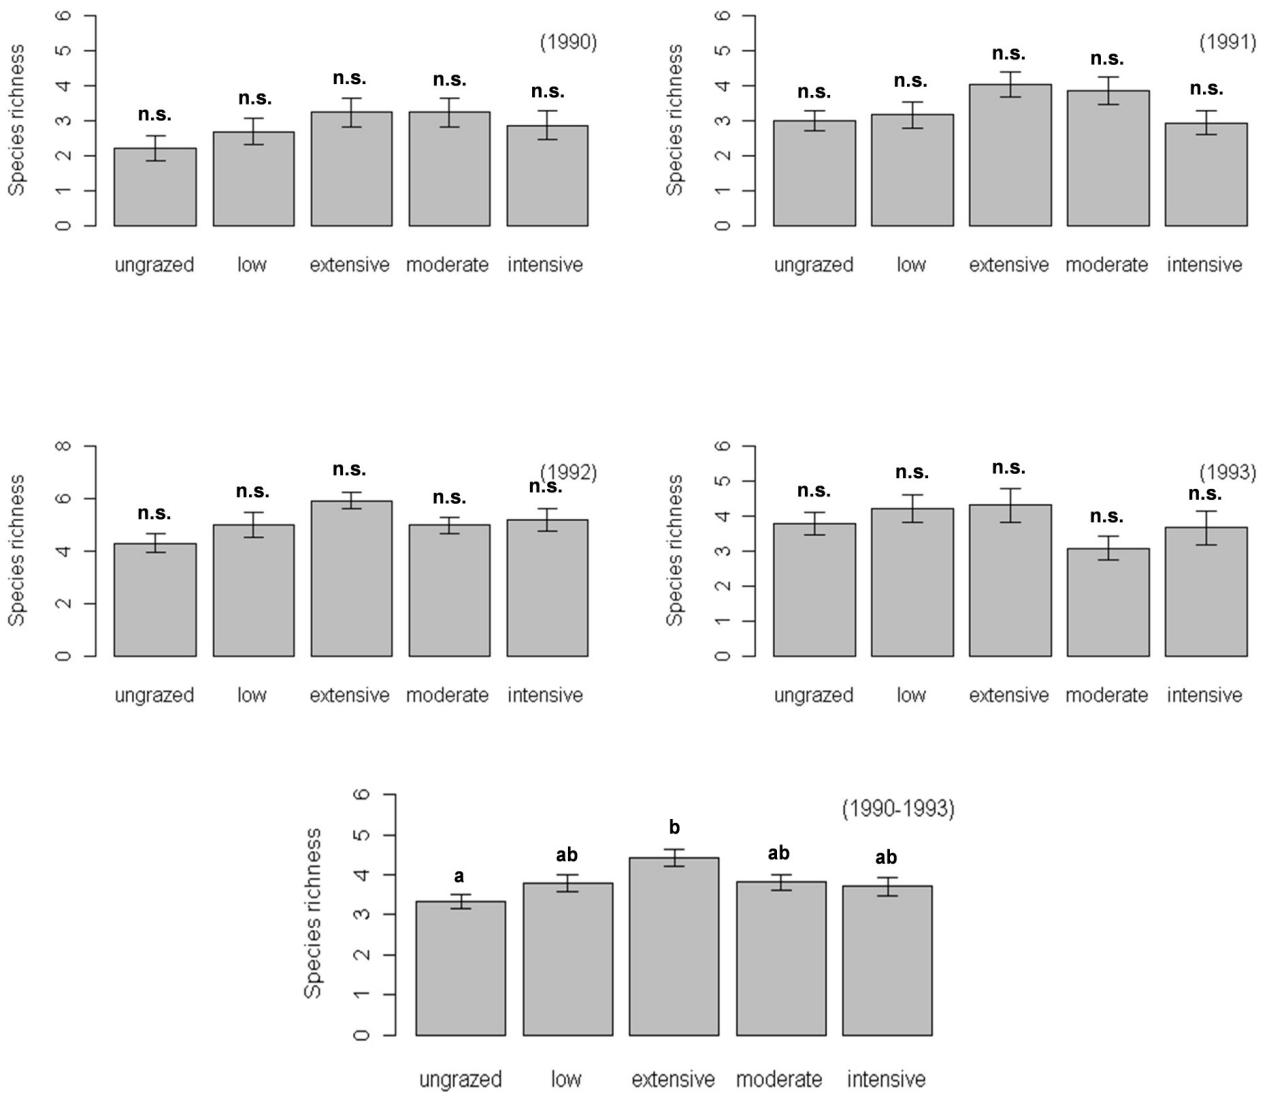 Species richness
0 1 2 3 4 5 6
(1990)
n.s. n.s. n.s. n.s. n.s.
ungrazed low extensive moderate intensive
Species richness
0 1 2 3 4 5 6
(1991)
n.s. n.s. n.s. n.s. n.s.
ungrazed low extensive moderate intensive
Species richness
0 2 4 6 8
(1992)
n.s. n.s. n.s. n.s. n.s.
ungrazed low extensive moderate intensive
Species richness
0 1 2 3 4 5 6
(1993)
n.s. n.s. n.s. n.s. n.s.
ungrazed low extensive moderate intensive
Species richness
0 1 2 3 4 5 6
(1990-1993)
a ab b ab ab
ungrazed low extensive moderate intensive